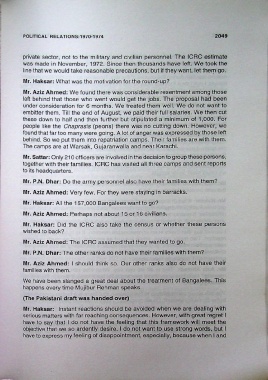 POLITICAL RELATIONS:1972-1974 2049
private sector, not to the military and civilian personnel. The ICRC estimate
was made in November, 1972. Since then thousands have left. We took the
line that we would take reasonable precautions, but if they want, let them go.
Mr. Haksar: What was the motivation for the round-up?
Mr. Aziz Ahmed: We found there was considerable resentment among those
left behind that those who went would get the jobs. The proposal had been
under consideration for 6 months. We treated them well. We do not want to
embitter them. Till the end of August, we paid their full salaries. We then cut
these down to half and then further but stipulated a minimum of 1,000. For
people like the Chaprasis (peons) there was no cutting down. However, we
found that far too many were going. A lot of anger was expressed by those left
behind. So we put them into repatriation camps. Their families are with them.
The camps are at Warsak, Gujaranwalla and near Karachi.
Mr. Sattar: Only 210 officers are involved in the decision to group these persons,
together with their families. ICRC has visited all these camps and sent reports
to its headquarters.
Mr. P.N. Dhar: Do the army personnel also have their families with them?
Mr. Aziz Ahmed: Very few. For they were staying in barracks.
Mr. Haksar: All the 157,000 Bangalees want to go?
Mr. Aziz Ahmed: Perhaps not about 15 or 16 civilians.
Mr. Haksar: Did the ICRC also take the census or whether these persons
wished to back?
Mr. Aziz Ahmed: The ICRC assumed that they wanted to go.
Mr. P.N. Dhar: The other ranks do not have their families with them?
Mr. Aziz Ahmed: I should think so. Our other ranks also do not have their
families with them.
We have been slanged a great deal about the treatment of Bangalees. This
happens every time Mujibur Rehman speaks.
(The Pakistani draft was handed over)
Mr. Haksar: Instant reactions should be avoided when we are dealing with
serious matters with far reaching consequences. However, with great regret I
have to say that I do not have the feeling that this framework will meet the
objective that we so ardently desire. I do not want to use strong words, but I
have to express my feeling of disappointment, especially, because when I and